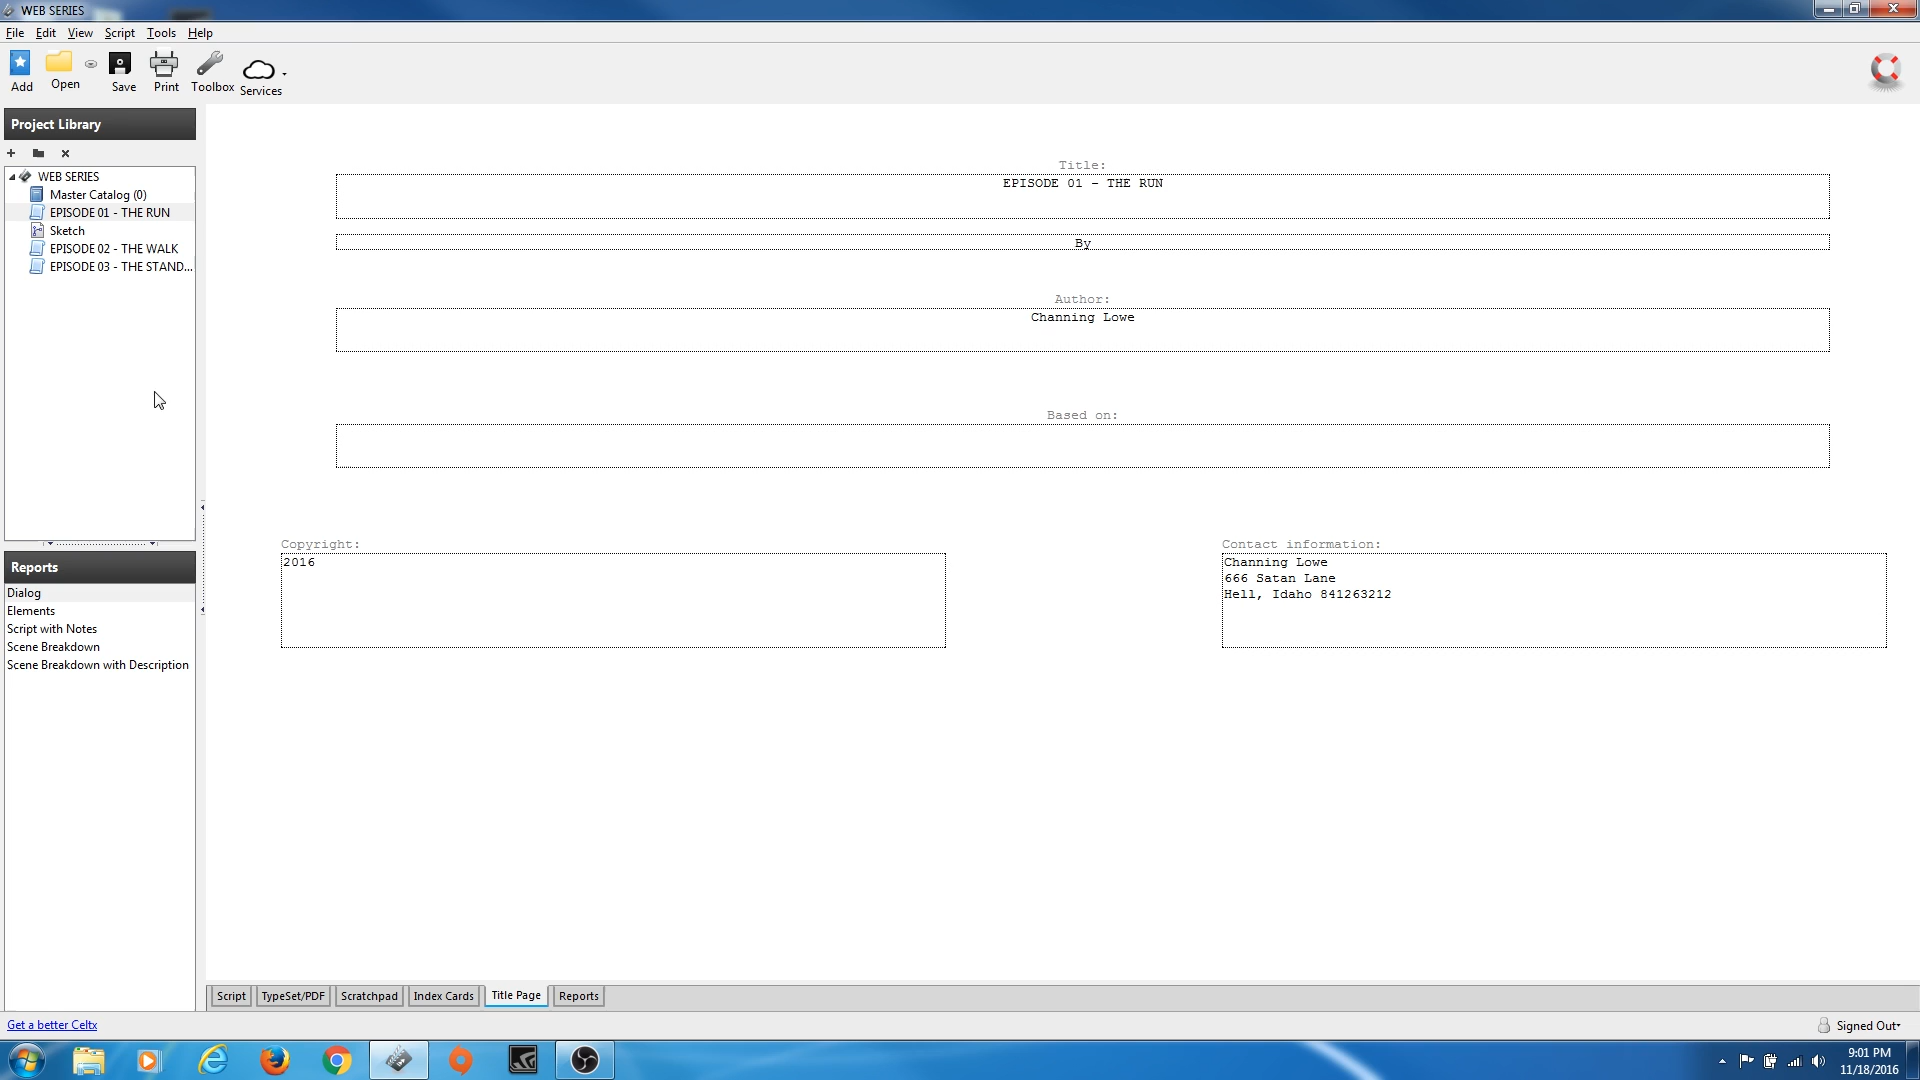 WEB SERIES
File Edit View Script Tools Help
Add Open Save Print Toolbox Services
Project Library
WEB SERIES
Master Catalog (0)
EPISODE 01 - THE RUN
Sketch
EPISODE 02 - THE WALK
EPISODE 03 - THE STAND...
Reports
Dialog
Elements
Script with Notes
Scene Breakdown
Scene Breakdown with Description
Title:
EPISODE 01 - THE RUN
By
Author:
Channing Lowe
Based on:
Copyright:
2016
Contact information:
Channing Lowe
666 Satan Lane
Hell, Idaho 841263212
Script TypeSet/PDF Scratchpad Index Cards Title Page Reports
Get a better Celtx
Signed Out
9:01 PM
11/18/2016